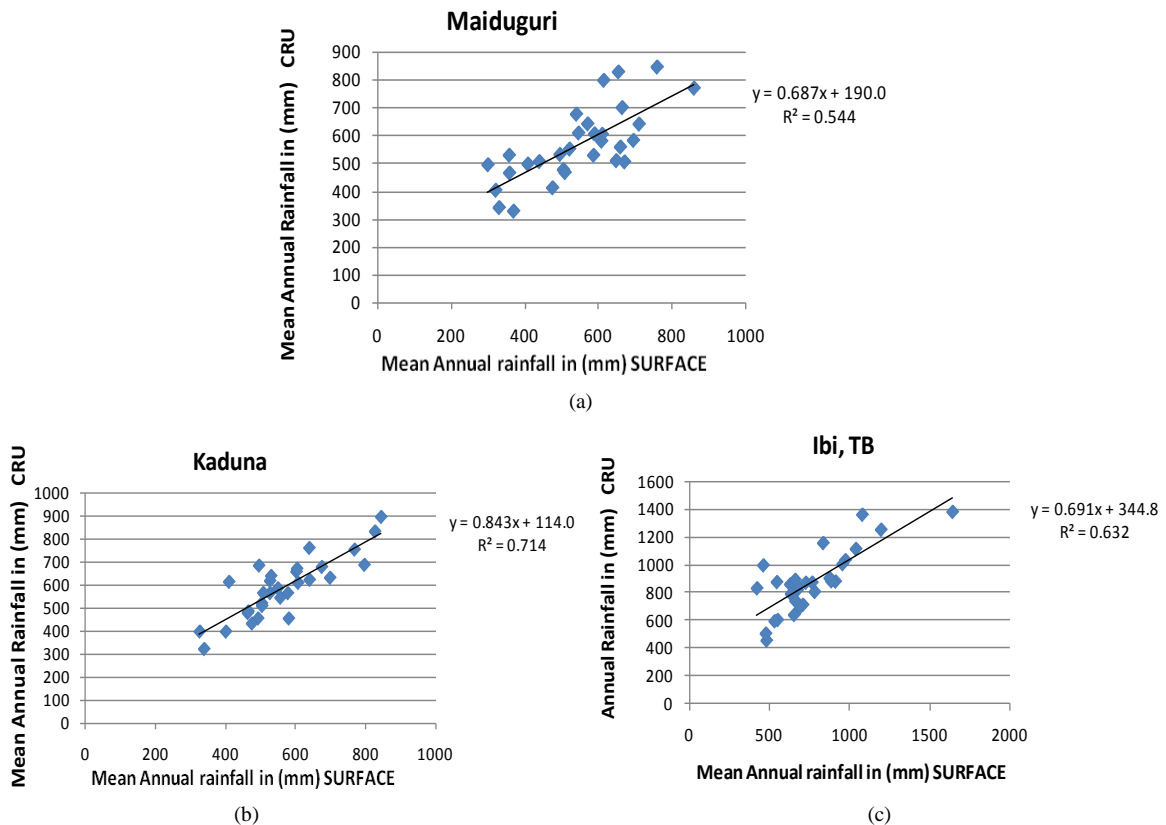 Maiduguri
Mean Annual Rainfall in (mm) CRU
900
800
700
600
500
400
300
200
100
0
0 200 400 600 800 1000
y = 0.687x + 190.0
R² = 0.544
Mean Annual rainfall in (mm) SURFACE
(a)
Kaduna
Mean Annual Rainfall in (mm) CRU
1000
900
800
700
600
500
400
300
200
100
0
0 200 400 600 800 1000
y = 0.843x + 114.0
R² = 0.714
Mean Annual rainfall in (mm) SURFACE
(b)
Ibi, TB
Annual Rainfall in (mm) CRU
1600
1400
1200
1000
800
600
400
200
0
0 500 1000 1500 2000
y = 0.691x + 344.8
R² = 0.632
Mean Annual rainfall in (mm) SURFACE
(c)